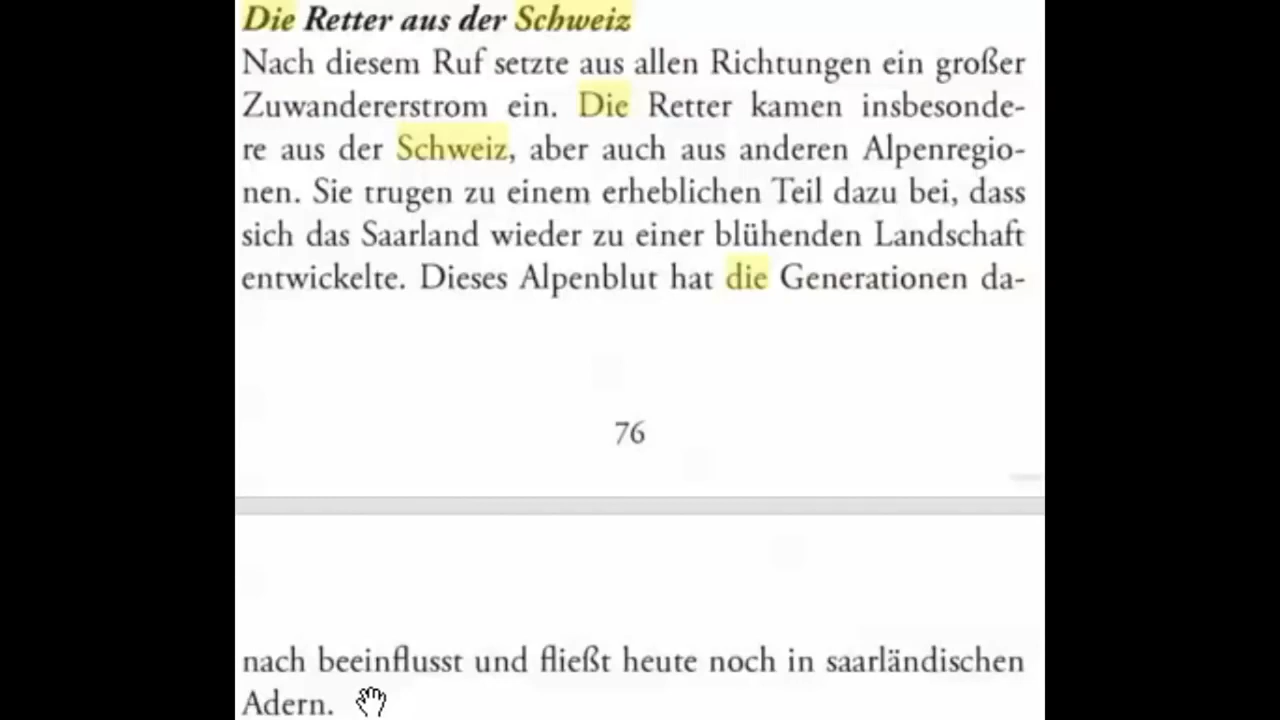 Die Retter aus der Schweiz
Nach diesem Ruf setzte aus allen Richtungen ein großer
Zuwandererstrom ein. Die Retter kamen insbesonde-
re aus der Schweiz, aber auch aus anderen Alpenregio-
nen. Sie trugen zu einem erheblichen Teil dazu bei, dass
sich das Saarland wieder zu einer blühenden Landschaft
entwickelte. Dieses Alpenblut hat die Generationen da-
76
nach beeinflusst und fließt heute noch in saarländischen
Adern.